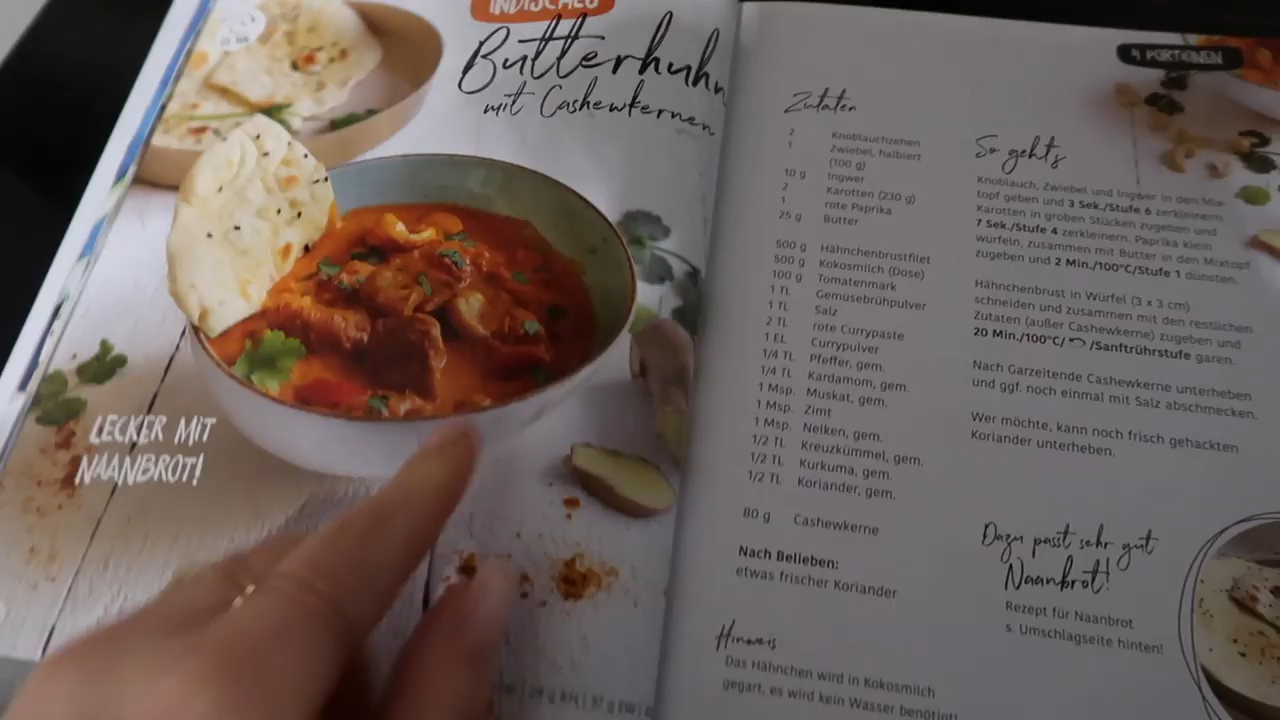 INDISCHES
Butterhuhn
mit Cashewkernen
LECKER MIT
NAANBROT!
4 PORTIONEN
Zutaten
2 Knoblauchzehen
1 Zwiebel, halbiert
(100 g)
10 g Ingwer
2 Karotten (230 g)
1 rote Paprika
25 g Butter
500 g Hähnchenbrustfilet
500 g Kokosmilch (Dose)
100 g Tomatenmark
1 TL Gemüsebrühpulver
1 TL Salz
2 TL rote Currypaste
1 EL Currypulver
1/4 TL Pfeffer, gem.
1/4 TL Kardamom, gem.
1 Msp. Muskat, gem.
1 Msp. Zimt
1 Msp. Nelken, gem.
1/2 TL Kreuzkümmel, gem.
1/2 TL Kurkuma, gem.
1/2 TL Koriander, gem.
80 g Cashewkerne
Nach Belieben:
etwas frischer Koriander
Hinweis
Das Hähnchen wird in Kokosmilch
gegart, es wird kein Wasser benötigt!
So gehts
Knoblauch, Zwiebel und Ingwer in den Mix-
topf geben und 3 Sek./Stufe 6 zerkleinern.
Karotten in groben Stücken zugeben und
7 Sek./Stufe 4 zerkleinern. Paprika klein
würfeln, zusammen mit Butter in den Mixtopf
zugeben und 2 Min./100°C/Stufe 1 dünsten.
Hähnchenbrust in Würfel (3 x 3 cm)
schneiden und zusammen mit den restlichen
Zutaten (außer Cashewkerne) zugeben und
20 Min./100°C/ /Sanftrührstufe garen.
Nach Garzeitende Cashewkerne unterheben
und ggf. noch einmal mit Salz abschmecken.
Wer möchte, kann noch frisch gehackten
Koriander unterheben.
Dazu passt sehr gut
Naanbrot!
Rezept für Naanbrot
s. Umschlagseite hinten!